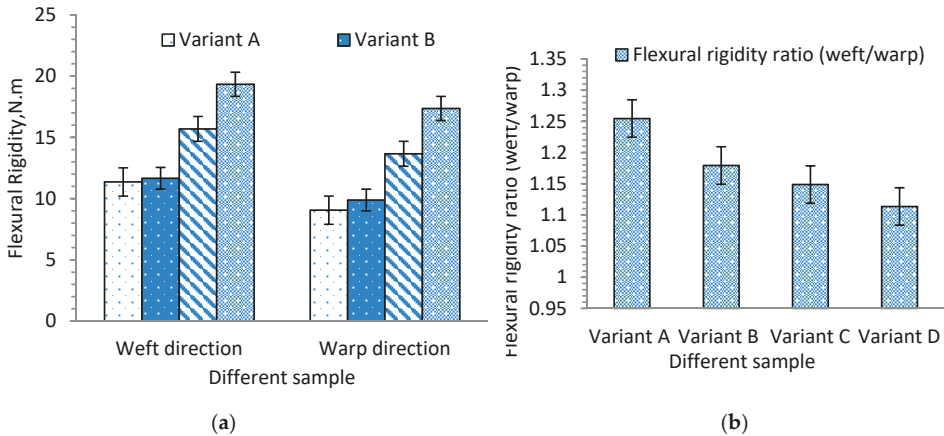 25
20
15
10
5
0
Flexural Rigidity,N.m
Variant A
Variant B
Weft direction
Warp direction
Different sample
(a)
1.35
1.3
1.25
1.2
1.15
1.1
1.05
1
0.95
Flexural rigidity ratio (weft/warp)
Flexural rigidity ratio (weft/warp)
Variant A Variant B Variant C Variant D
Different sample
(b)